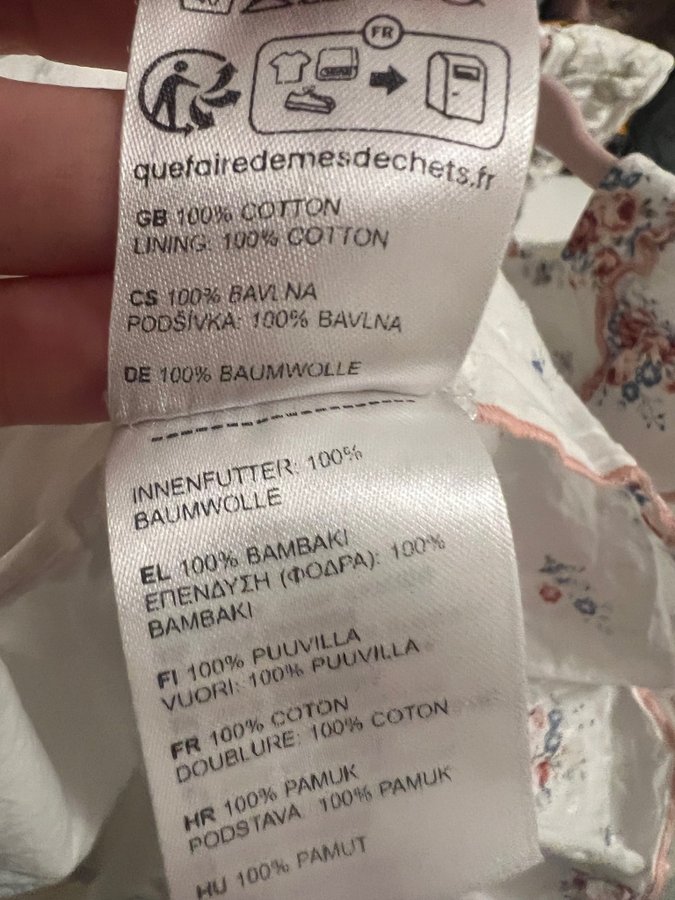 FR
quefairedemesdechets.fr
GB 100% COTTON
LINING: 100% COTTON
CS 100% BAVLNA
PODŠÍVKA: 100% BAVLNA
DE 100% BAUMWOLLE
INNENFUTTER: 100%
BAUMWOLLE
EL 100% ΒΑΜΒΑΚΙ
ΕΠΕΝΔΥΣΗ (ΦΟΔΡΑ): 100%
ΒΑΜΒΑΚΙ
FI 100% PUUVILLA
VUORI: 100% PUUVILLA
FR 100% COTON
DOUBLURE: 100% COTON
HR 100% PAMUK
PODSTAVA: 100% PAMUK
HU 100% PAMUT